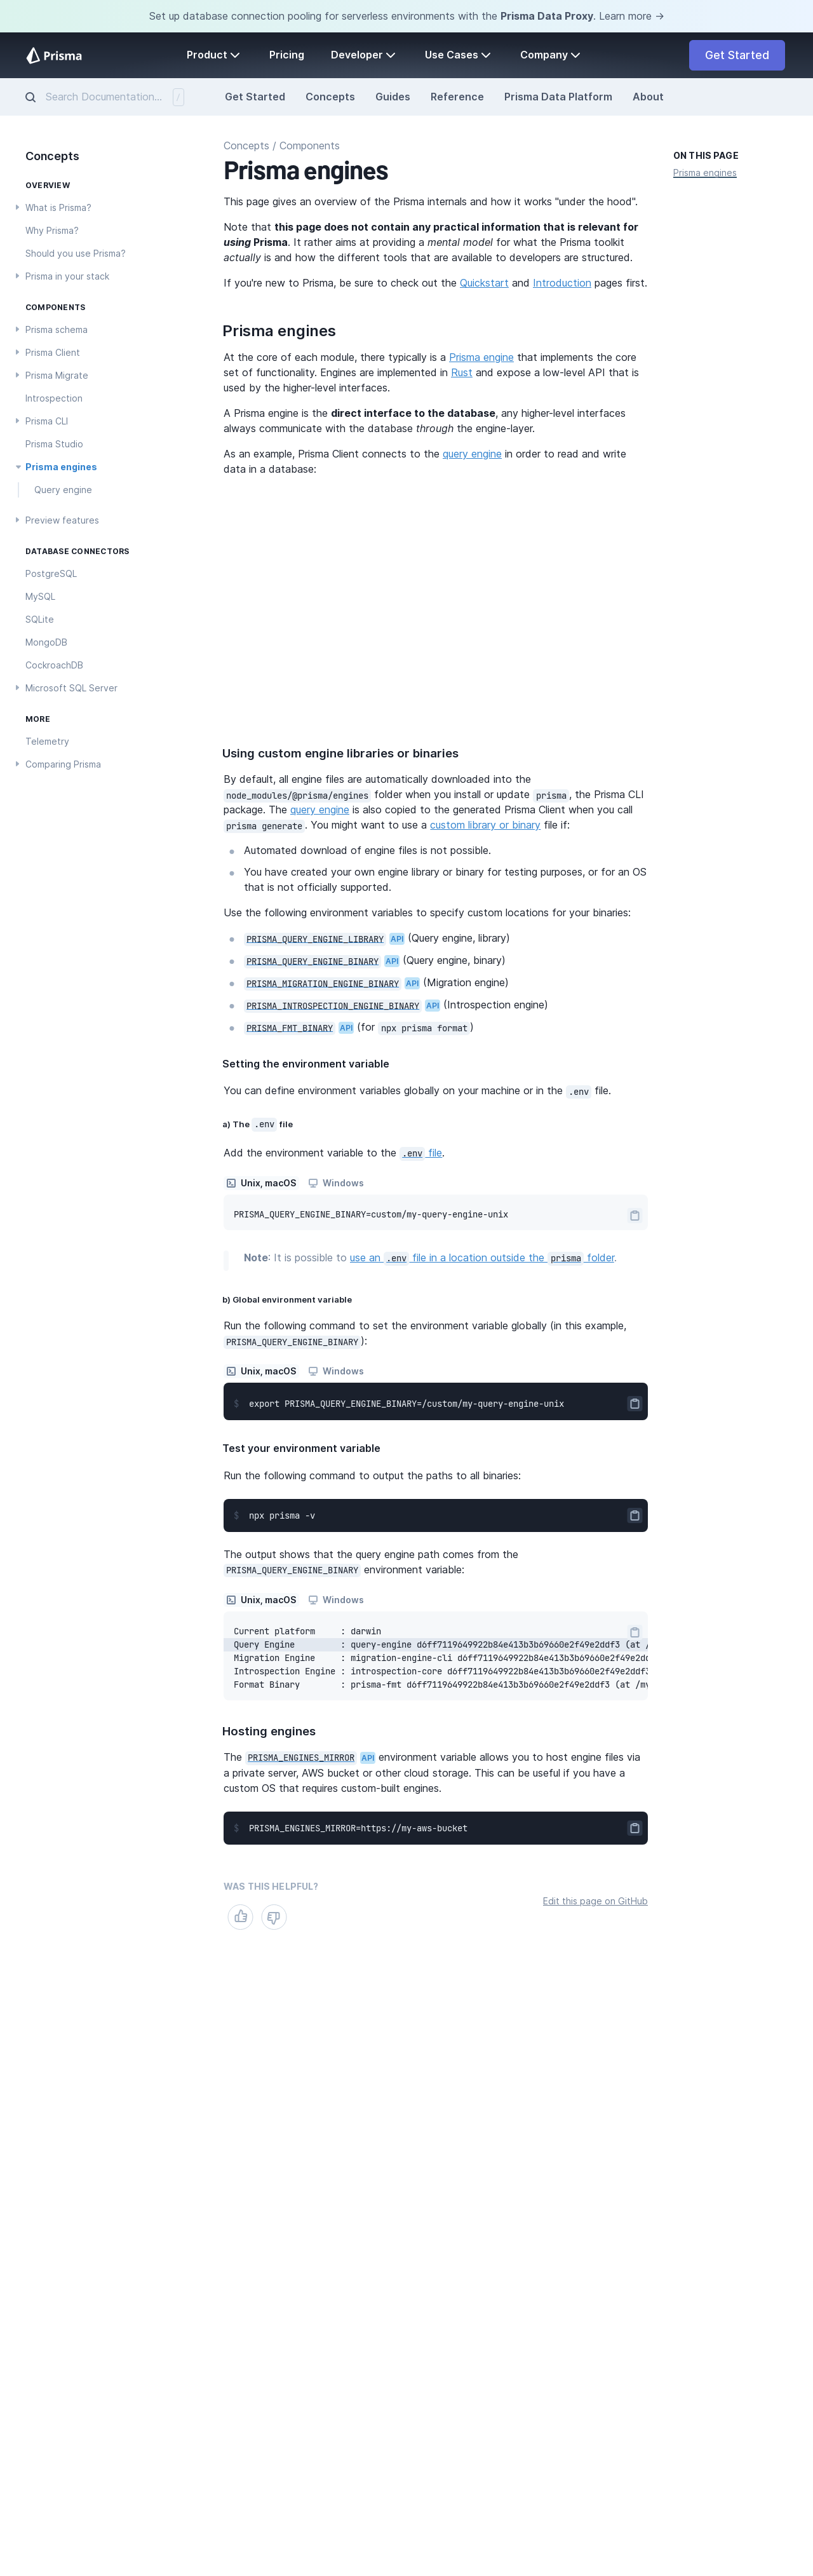 Set up database connection pooling for serverless environments with the Prisma Data Proxy. Learn more →
Prisma
Product
Pricing
Developer
Use Cases
Company
Get Started
Search Documentation...
/
Get Started
Concepts
Guides
Reference
Prisma Data Platform
About
Concepts
OVERVIEW
What is Prisma?
Why Prisma?
Should you use Prisma?
Prisma in your stack
COMPONENTS
Prisma schema
Prisma Client
Prisma Migrate
Introspection
Prisma CLI
Prisma Studio
Prisma engines
Query engine
Preview features
DATABASE CONNECTORS
PostgreSQL
MySQL
SQLite
MongoDB
CockroachDB
Microsoft SQL Server
MORE
Telemetry
Comparing Prisma
Concepts / Components
Prisma engines
This page gives an overview of the Prisma internals and how it works "under the hood".
Note that this page does not contain any practical information that is relevant for
using Prisma. It rather aims at providing a mental model for what the Prisma toolkit
actually is and how the different tools that are available to developers are structured.
If you're new to Prisma, be sure to check out the Quickstart and Introduction pages first.
Prisma engines
At the core of each module, there typically is a Prisma engine that implements the core
set of functionality. Engines are implemented in Rust and expose a low-level API that is
used by the higher-level interfaces.
A Prisma engine is the direct interface to the database, any higher-level interfaces
always communicate with the database through the engine-layer.
As an example, Prisma Client connects to the query engine in order to read and write
data in a database:
Using custom engine libraries or binaries
By default, all engine files are automatically downloaded into the
node_modules/@prisma/engines folder when you install or update prisma, the Prisma CLI
package. The query engine is also copied to the generated Prisma Client when you call
prisma generate. You might want to use a custom library or binary file if:
Automated download of engine files is not possible.
You have created your own engine library or binary for testing purposes, or for an OS
that is not officially supported.
Use the following environment variables to specify custom locations for your binaries:
PRISMA_QUERY_ENGINE_LIBRARY API (Query engine, library)
PRISMA_QUERY_ENGINE_BINARY API (Query engine, binary)
PRISMA_MIGRATION_ENGINE_BINARY API (Migration engine)
PRISMA_INTROSPECTION_ENGINE_BINARY API (Introspection engine)
PRISMA_FMT_BINARY API (for npx prisma format)
Setting the environment variable
You can define environment variables globally on your machine or in the .env file.
a) The .env file
Add the environment variable to the .env file.
Unix, macOS
Windows
PRISMA_QUERY_ENGINE_BINARY=custom/my-query-engine-unix
Note: It is possible to use an .env file in a location outside the prisma folder.
b) Global environment variable
Run the following command to set the environment variable globally (in this example,
PRISMA_QUERY_ENGINE_BINARY):
Unix, macOS
Windows
$ export PRISMA_QUERY_ENGINE_BINARY=/custom/my-query-engine-unix
Test your environment variable
Run the following command to output the paths to all binaries:
$ npx prisma -v
The output shows that the query engine path comes from the
PRISMA_QUERY_ENGINE_BINARY environment variable:
Unix, macOS
Windows
Current platform : darwin
Query Engine : query-engine d6ff7119649922b84e413b3b69660e2f49e2ddf3 (at /
Migration Engine : migration-engine-cli d6ff7119649922b84e413b3b69660e2f49e2dd
Introspection Engine : introspection-core d6ff7119649922b84e413b3b69660e2f49e2ddf3
Format Binary : prisma-fmt d6ff7119649922b84e413b3b69660e2f49e2ddf3 (at /my
Hosting engines
The PRISMA_ENGINES_MIRROR API environment variable allows you to host engine files via
a private server, AWS bucket or other cloud storage. This can be useful if you have a
custom OS that requires custom-built engines.
$ PRISMA_ENGINES_MIRROR=https://my-aws-bucket
WAS THIS HELPFUL?
Edit this page on GitHub
ON THIS PAGE
Prisma engines